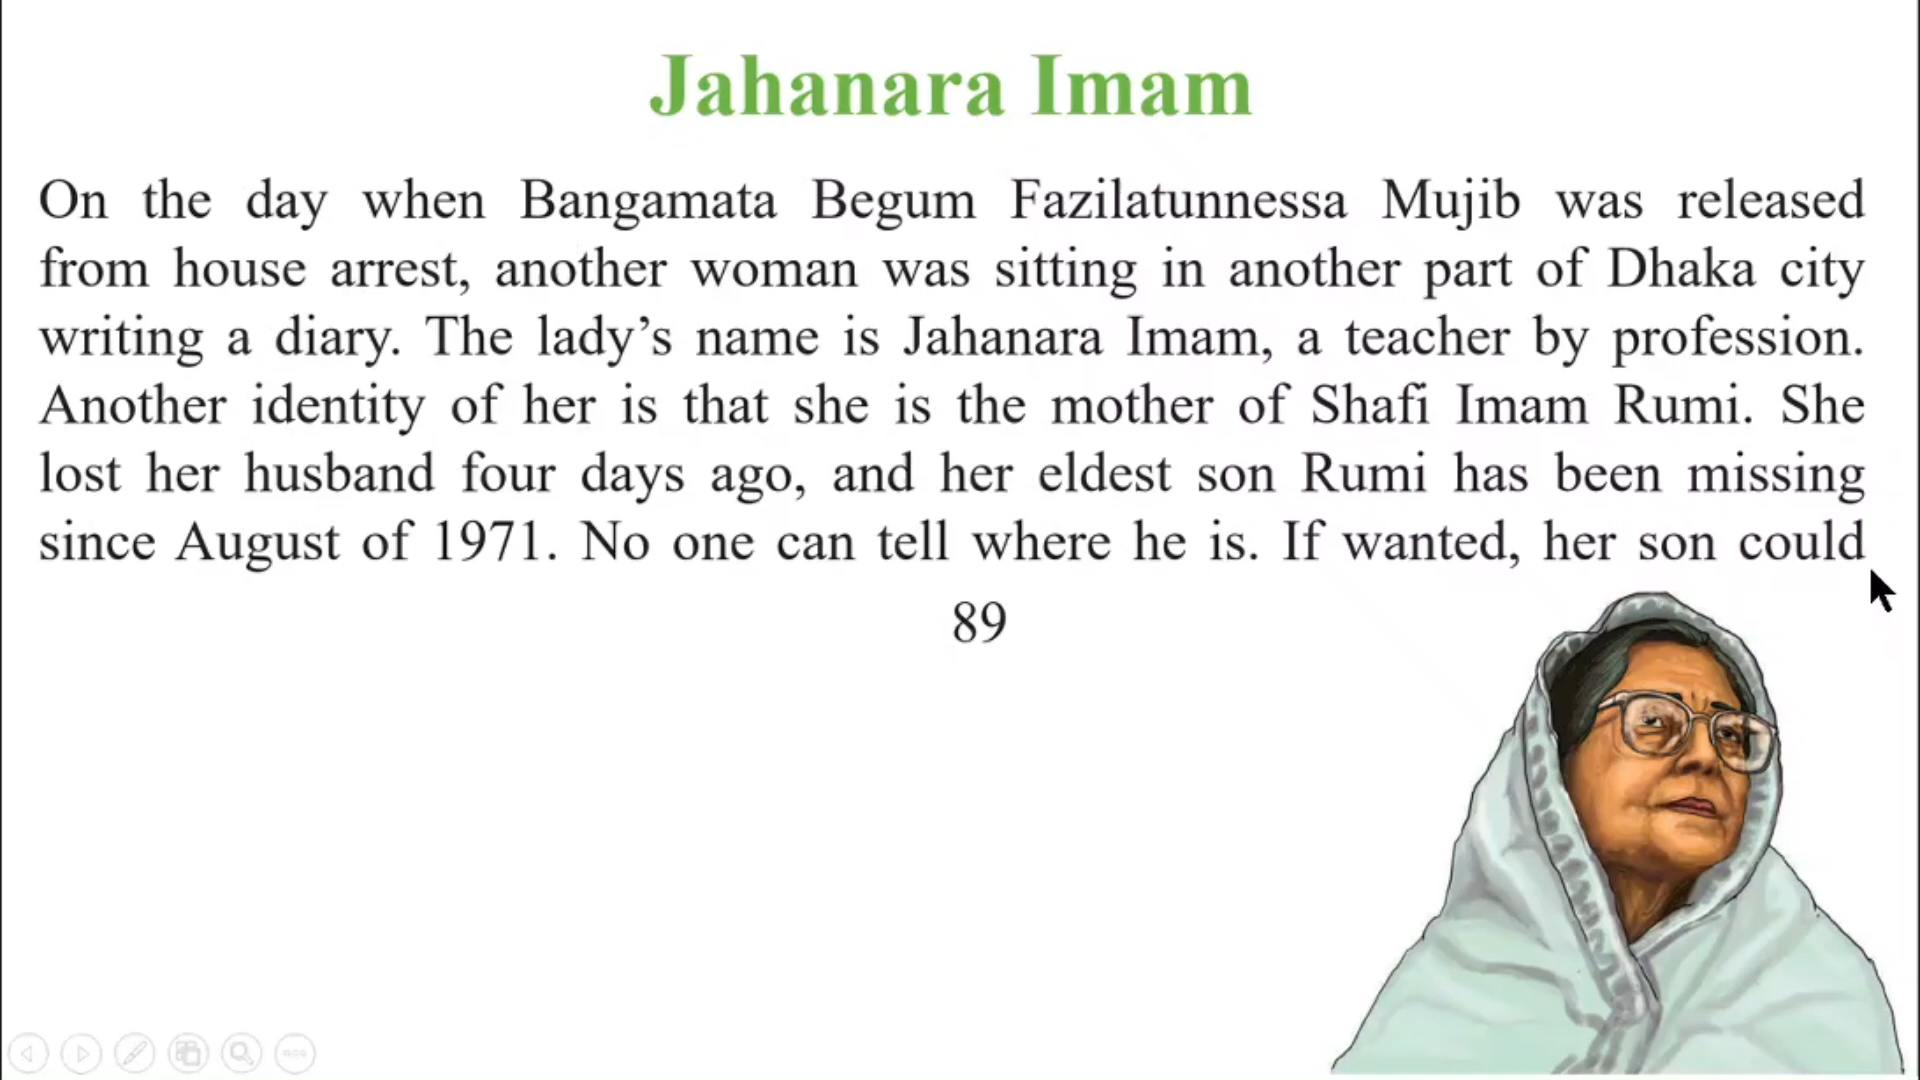 Jahanara Imam
On the day when Bangamata Begum Fazilatunnessa Mujib was released
from house arrest, another woman was sitting in another part of Dhaka city
writing a diary. The lady’s name is Jahanara Imam, a teacher by profession.
Another identity of her is that she is the mother of Shafi Imam Rumi. She
lost her husband four days ago, and her eldest son Rumi has been missing
since August of 1971. No one can tell where he is. If wanted, her son could
89